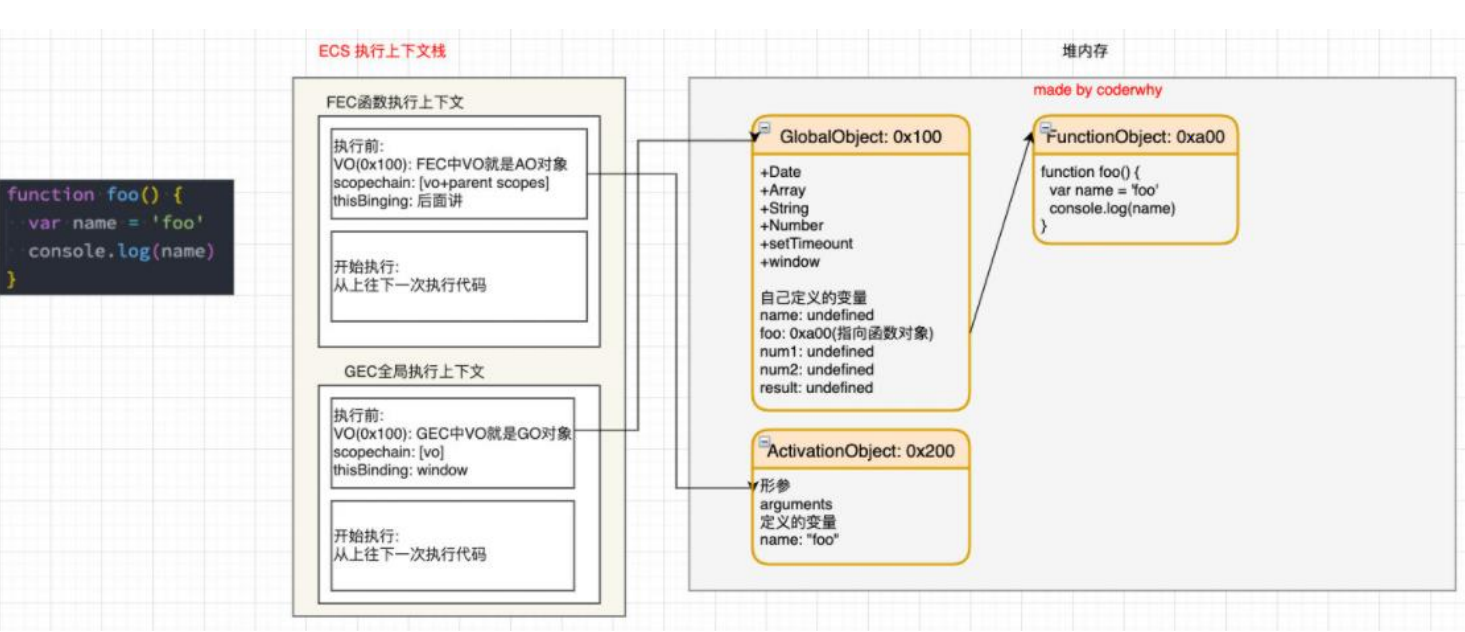 ECS 执行上下文栈
堆内存
made by coderwhy
function foo() {
var name = 'foo'
console.log(name)
}
FEC函数执行上下文
执行前:
VO(0x100): FEC中VO就是AO对象
scopechain: [vo+parent scopes]
thisBinging: 后面讲
开始执行:
从上往下一次执行代码
GEC全局执行上下文
执行前:
VO(0x100): GEC中VO就是GO对象
scopechain: [vo]
thisBinding: window
开始执行:
从上往下一次执行代码
GlobalObject: 0x100
+Date
+Array
+String
+Number
+setTimeount
+window
自己定义的变量
name: undefined
foo: 0xa00(指向函数对象)
num1: undefined
num2: undefined
result: undefined
FunctionObject: 0xa00
function foo() {
var name = 'foo'
console.log(name)
}
ActivationObject: 0x200
形参
arguments
定义的变量
name: "foo"